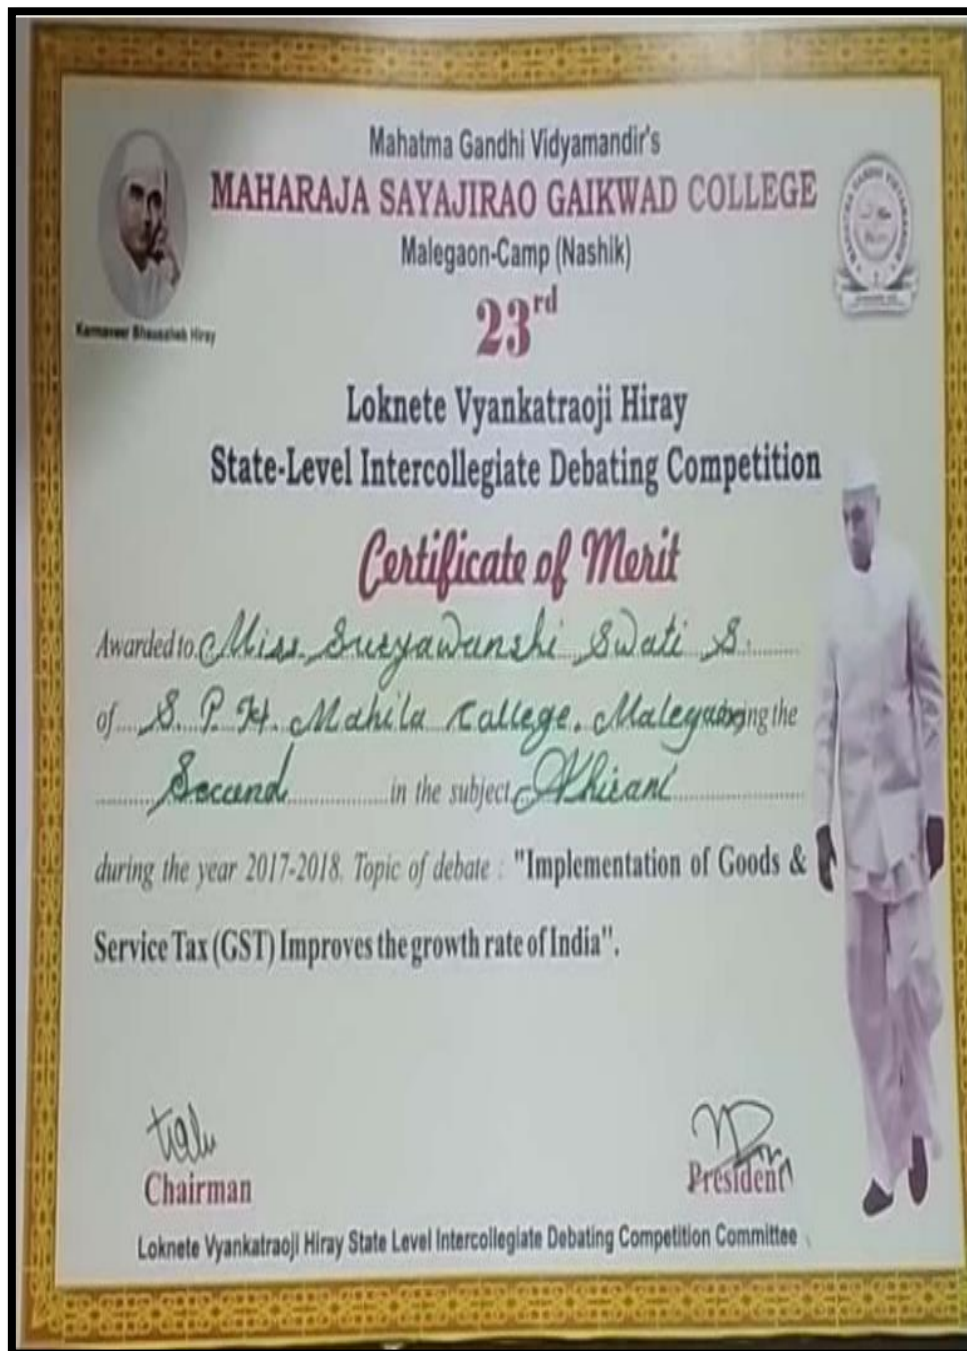 Mahatma Gandhi Vidyamandir's
MAHARAJA SAYAJIRAO GAIKWAD COLLEGE
Malegaon-Camp (Nashik)
Karmaveer Bhausaheb Hiray
23rd
Loknete Vyankatraoji Hiray
State-Level Intercollegiate Debating Competition
Certificate of Merit
Awarded to Miss. Suryawanshi Swati S.
of S. P. H. Mahila College, Malegaon the
Second in the subject
during the year 2017-2018. Topic of debate : "Implementation of Goods &
Service Tax (GST) Improves the growth rate of India".
Chairman
President
Loknete Vyankatraoji Hiray State Level Intercollegiate Debating Competition Committee